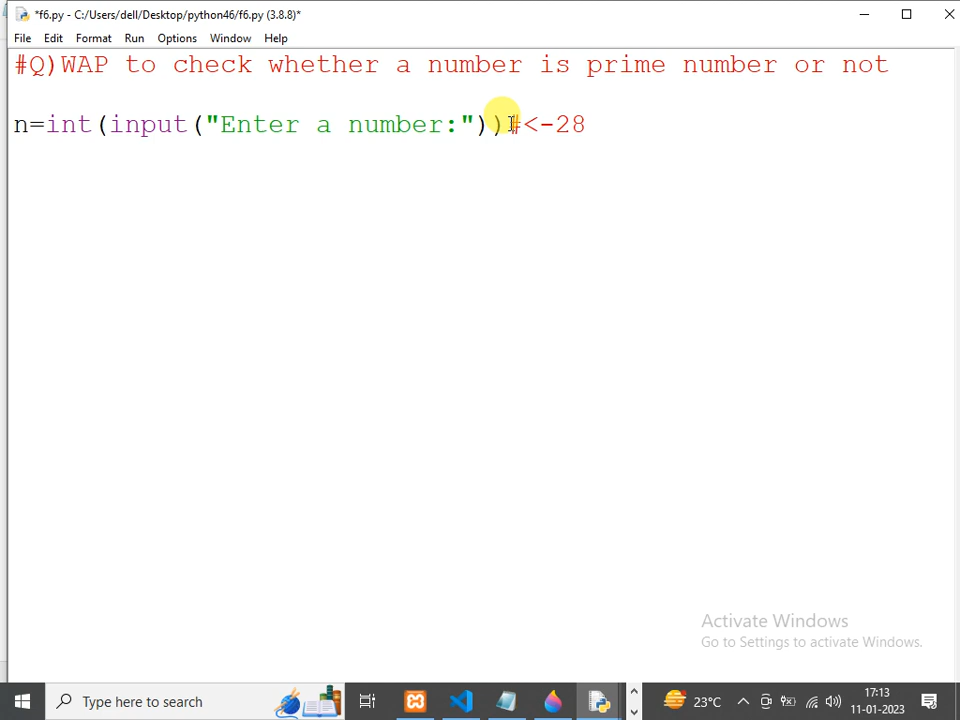 *f6.py - C:/Users/dell/Desktop/python46/f6.py (3.8.8)*
File Edit Format Run Options Window Help
#Q)WAP to check whether a number is prime number or not
n=int(input("Enter a number:"))#<-28
Activate Windows
Go to Settings to activate Windows.
Type here to search
23°C
17:13
11-01-2023